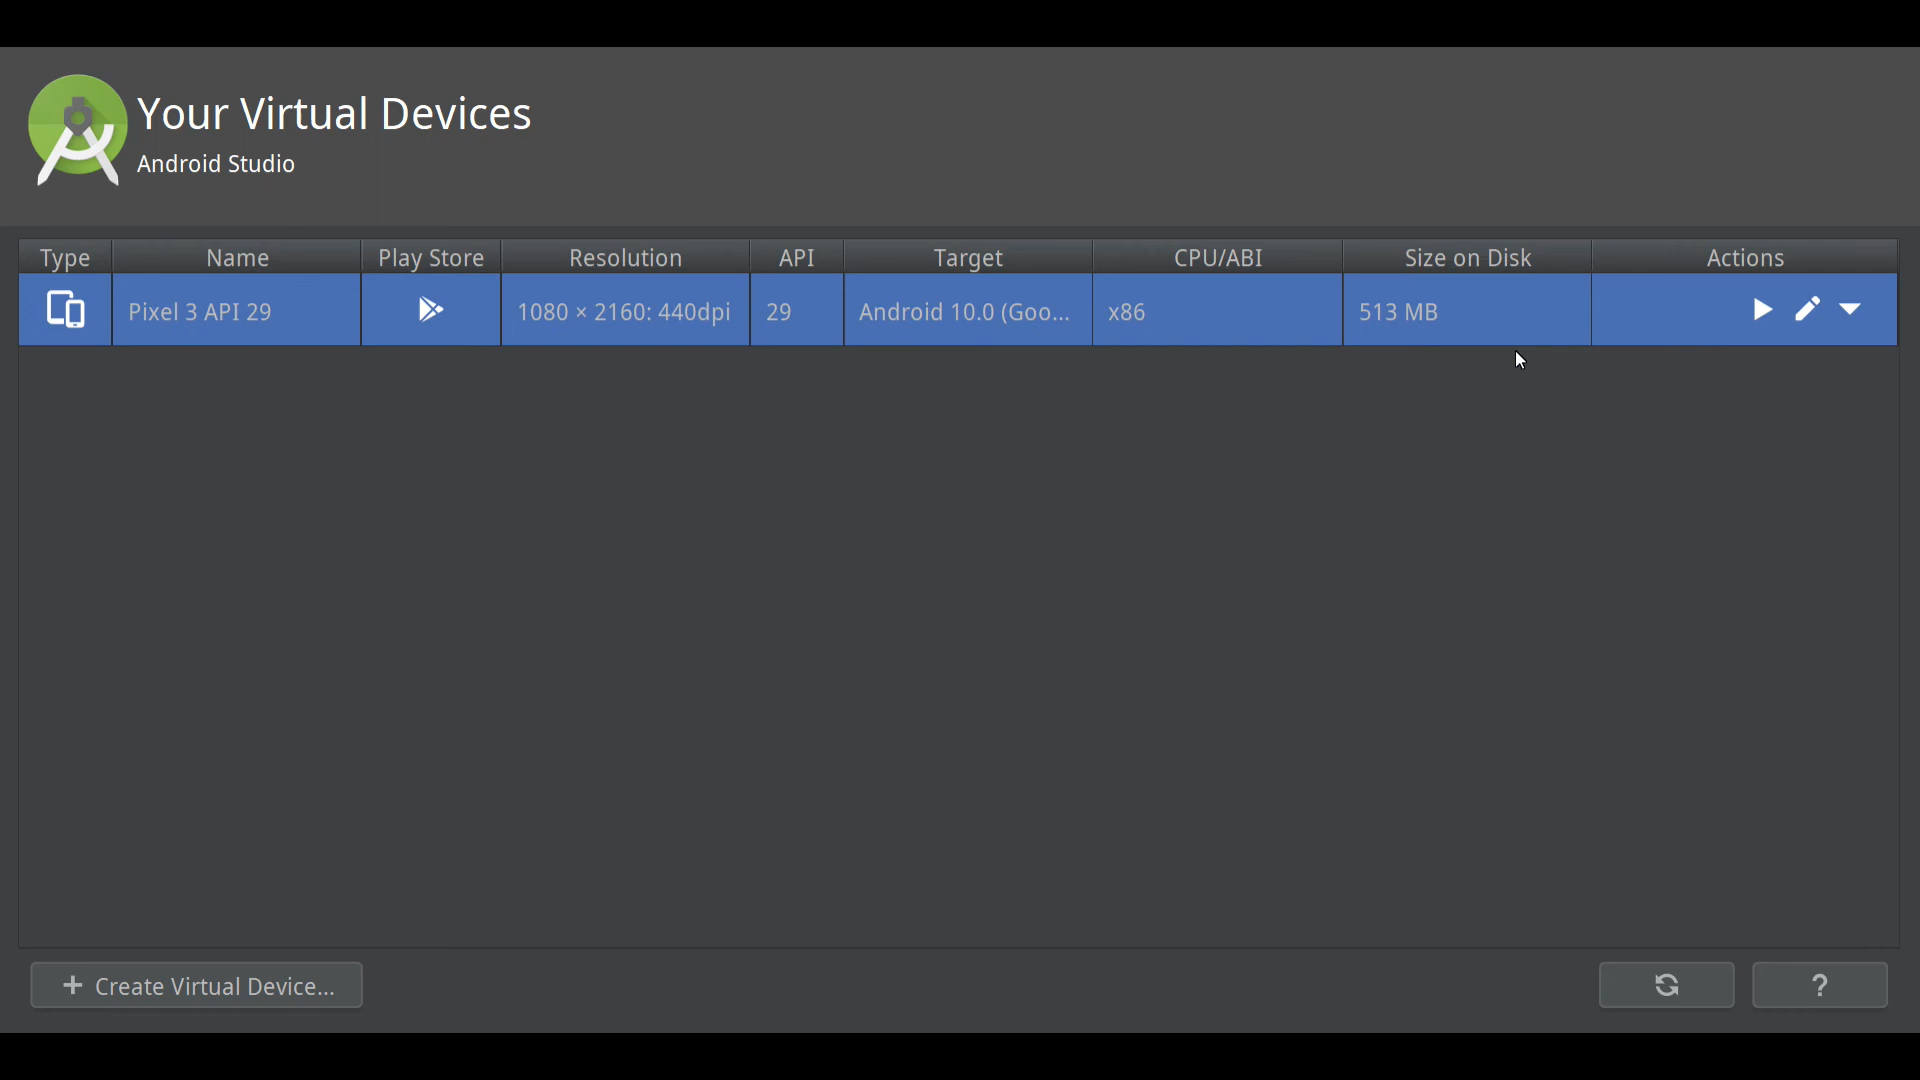 Your Virtual Devices
Android Studio
Type Name Play Store Resolution API Target CPU/ABI Size on Disk Actions
Pixel 3 API 29 1080 × 2160: 440dpi 29 Android 10.0 (Goo... x86 513 MB
+ Create Virtual Device... ?